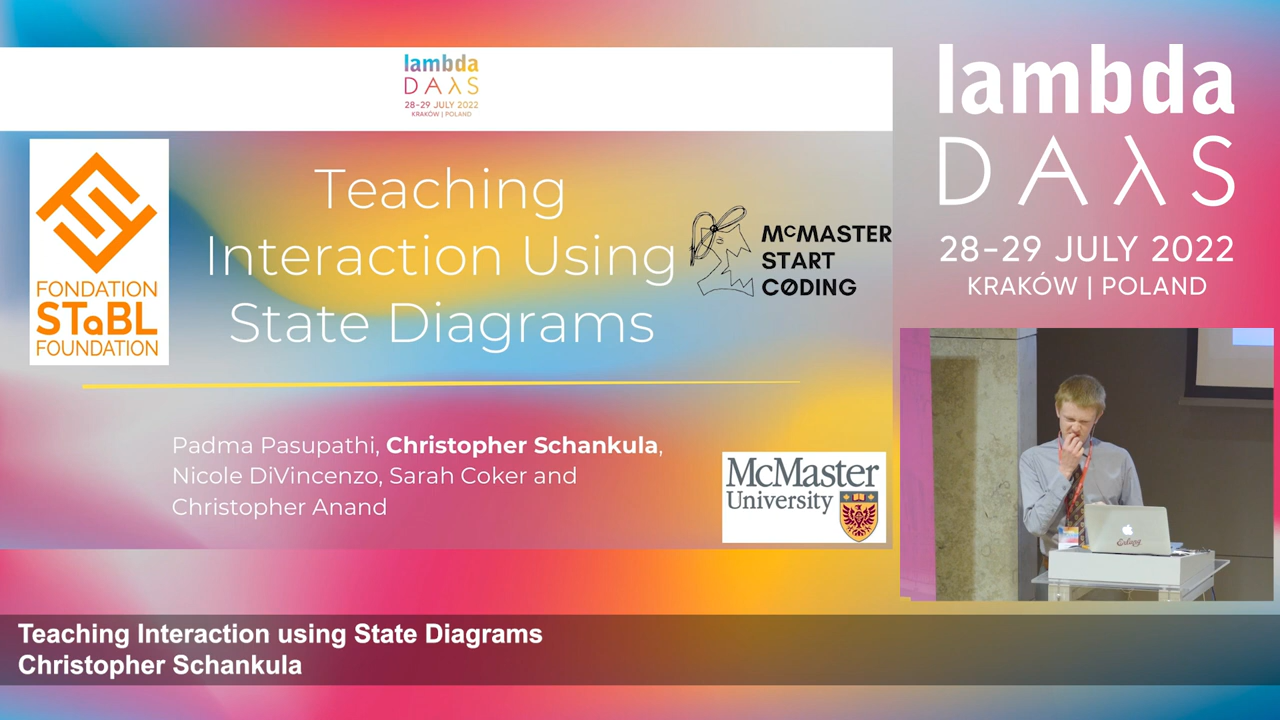 lambda
DAλS
28-29 JULY 2022
KRAKÓW | POLAND
FONDATION
STaBL
FOUNDATION
Teaching
Interaction Using
State Diagrams
McMASTER
START
CØDING
Padma Pasupathi, Christopher Schankula,
Nicole DiVincenzo, Sarah Coker and
Christopher Anand
McMaster
University
lambda
DAλS
28-29 JULY 2022
KRAKÓW | POLAND
Teaching Interaction using State Diagrams
Christopher Schankula